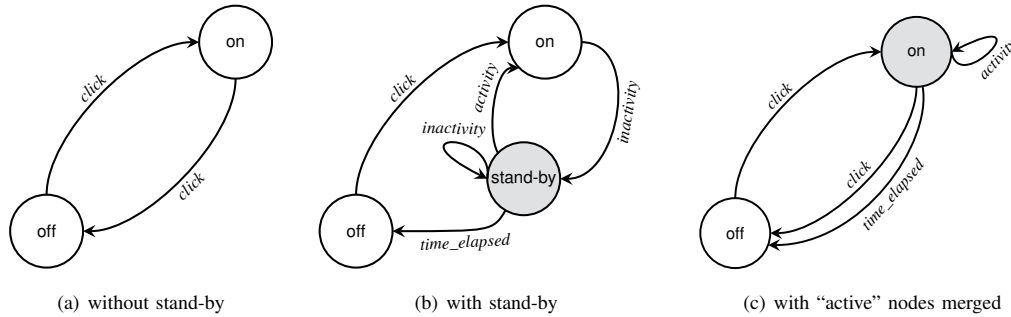 on
click
click
off
(a) without stand-by
on
click
activity
inactivity
inactivity
stand-by
off
time_elapsed
(b) with stand-by
on
activity
click
click
time_elapsed
off
(c) with “active” nodes merged